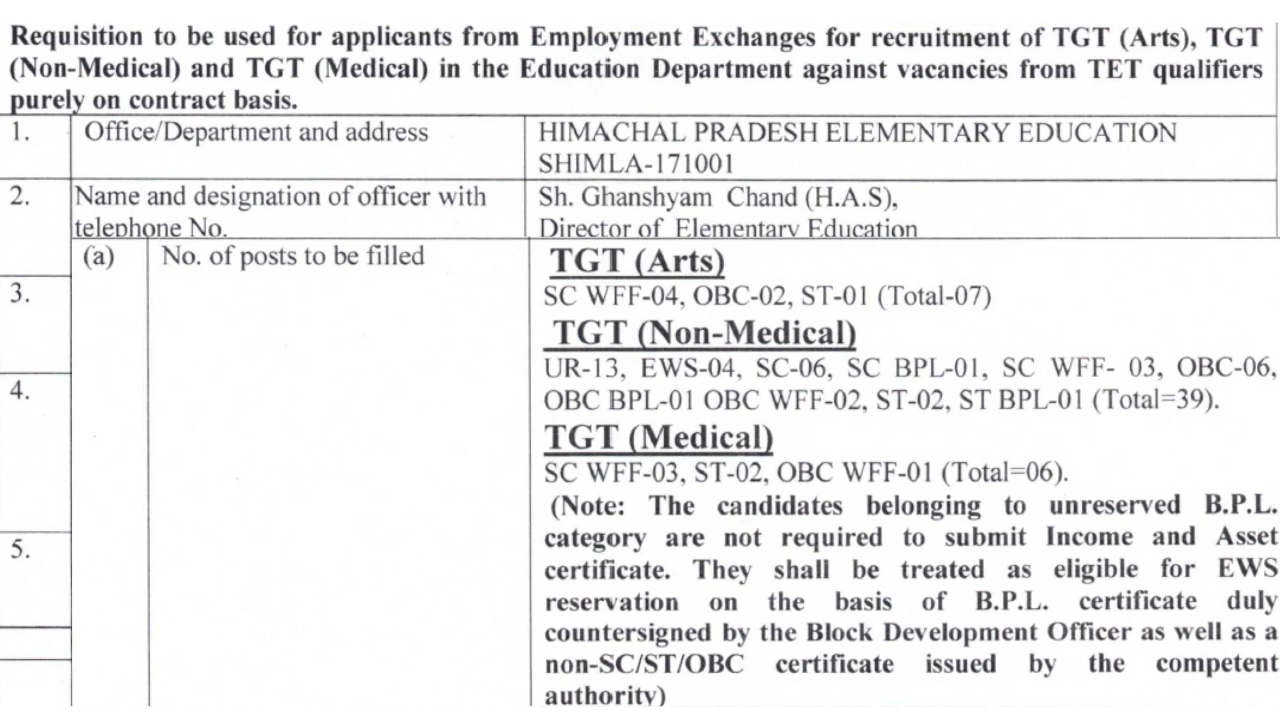 Requisition to be used for applicants from Employment Exchanges for recruitment of TGT (Arts), TGT
(Non-Medical) and TGT (Medical) in the Education Department against vacancies from TET qualifiers
purely on contract basis.
1. Office/Department and address HIMACHAL PRADESH ELEMENTARY EDUCATION
SHIMLA-171001
2. Name and designation of officer with Sh. Ghanshyam Chand (H.A.S),
telephone No. Director of Elementary Education
(a) No. of posts to be filled TGT (Arts)
3. SC WFF-04, OBC-02, ST-01 (Total-07)
TGT (Non-Medical)
UR-13, EWS-04, SC-06, SC BPL-01, SC WFF- 03, OBC-06,
4. OBC BPL-01 OBC WFF-02, ST-02, ST BPL-01 (Total=39).
TGT (Medical)
SC WFF-03, ST-02, OBC WFF-01 (Total=06).
(Note: The candidates belonging to unreserved B.P.L.
5. category are not required to submit Income and Asset
certificate. They shall be treated as eligible for EWS
reservation on the basis of B.P.L. certificate duly
countersigned by the Block Development Officer as well as a
non-SC/ST/OBC certificate issued by the competent
authority)